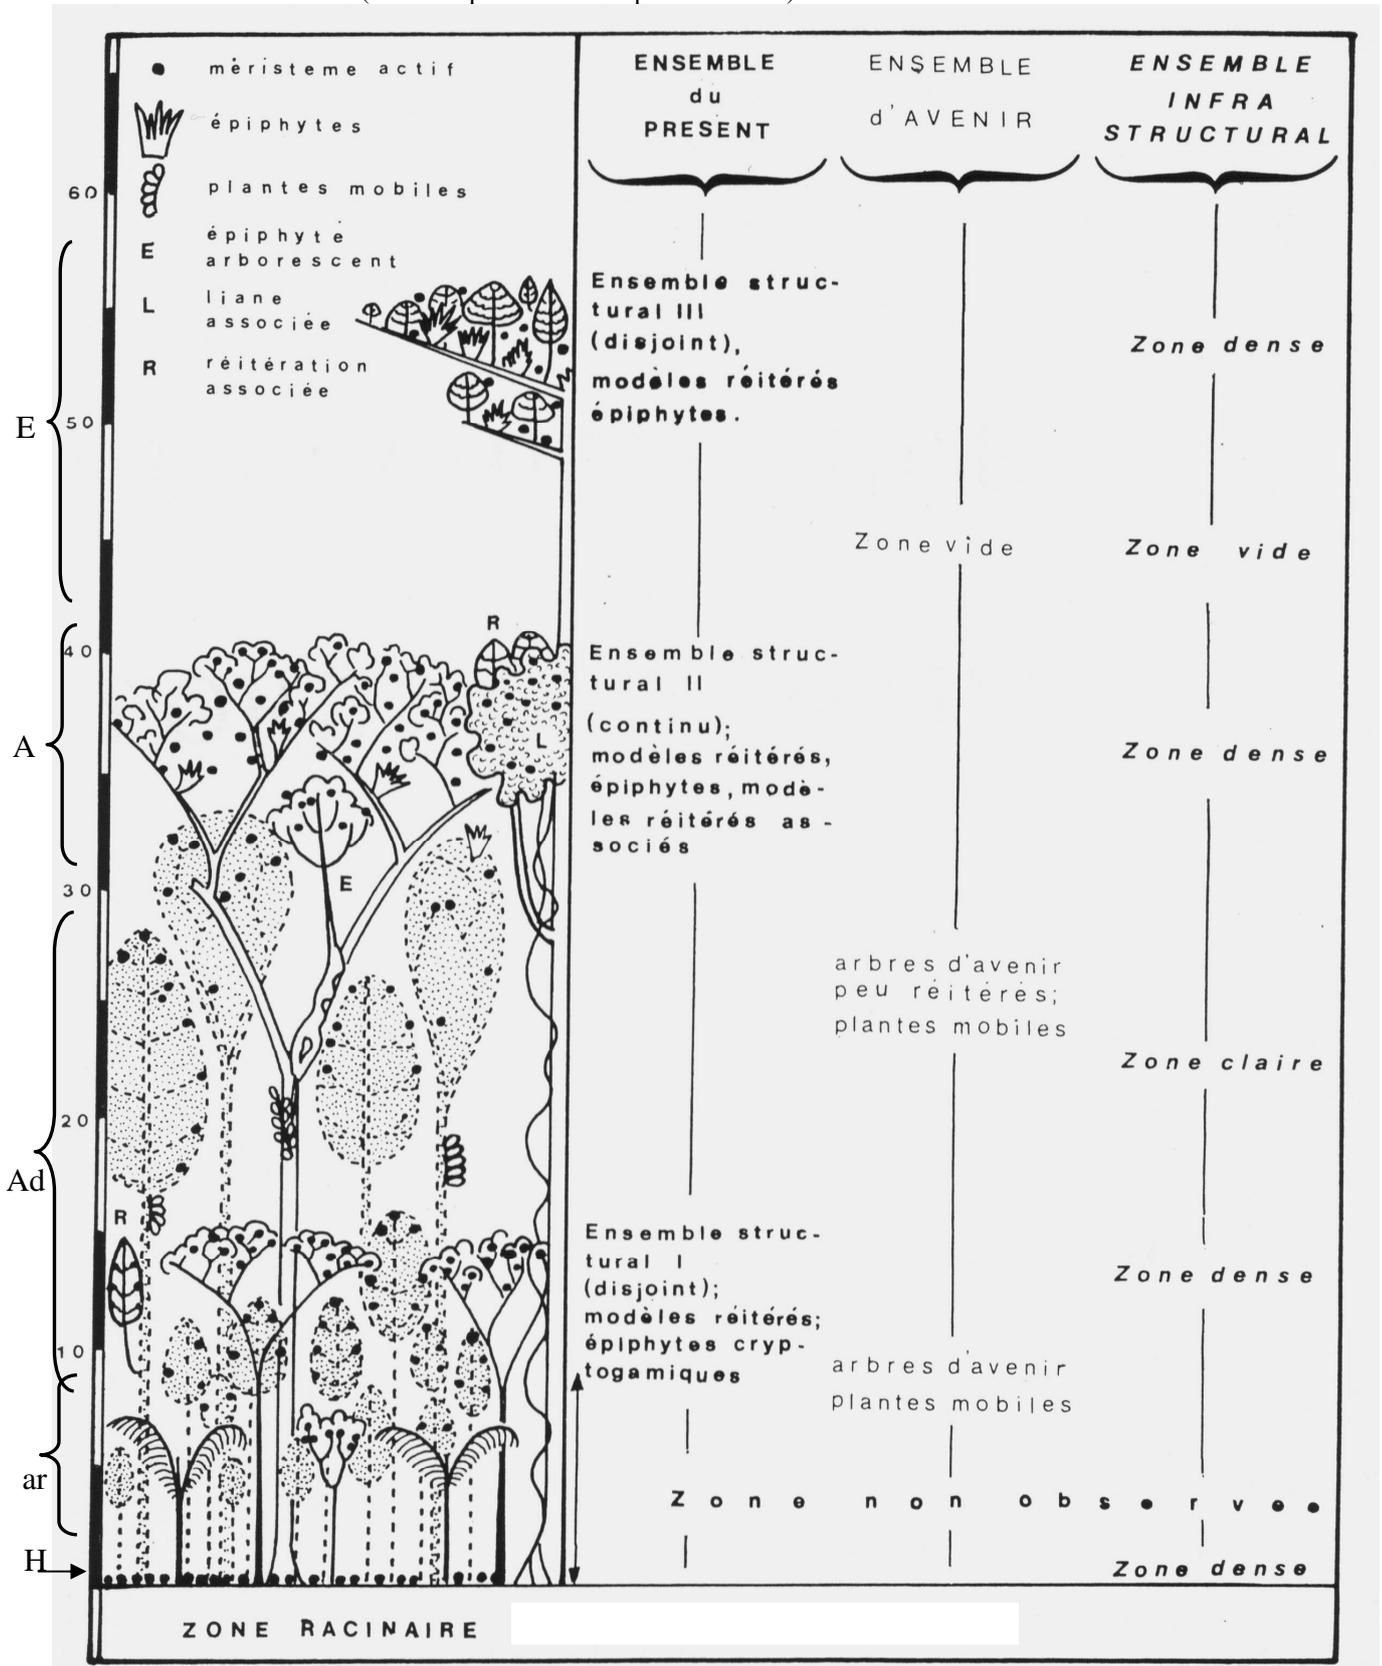 méristeme actif
épiphytes
plantes mobiles
E épiphyte
arborescent
L liane
associée
R réitération
associée
ENSEMBLE
du
PRESENT
ENSEMBLE
d'AVENIR
ENSEMBLE
INFRA
STRUCTURAL
60
50
40
30
20
10
E
A
Ad
ar
H
R
L
E
R
Ensemble struc-
tural III
(disjoint),
modèles réitérés
épiphytes.
Ensemble struc-
tural II
(continu);
modèles réitérés,
épiphytes, modè-
les réitérés as-
sociés
Ensemble struc-
tural I
(disjoint);
modèles réitérés;
épiphytes cryp-
togamiques
Zone vide
arbres d'avenir
peu réitérés;
plantes mobiles
arbres d'avenir
plantes mobiles
Zone dense
Zone vide
Zone dense
Zone claire
Zone dense
Zone non observee
Zone dense
ZONE RACINAIRE